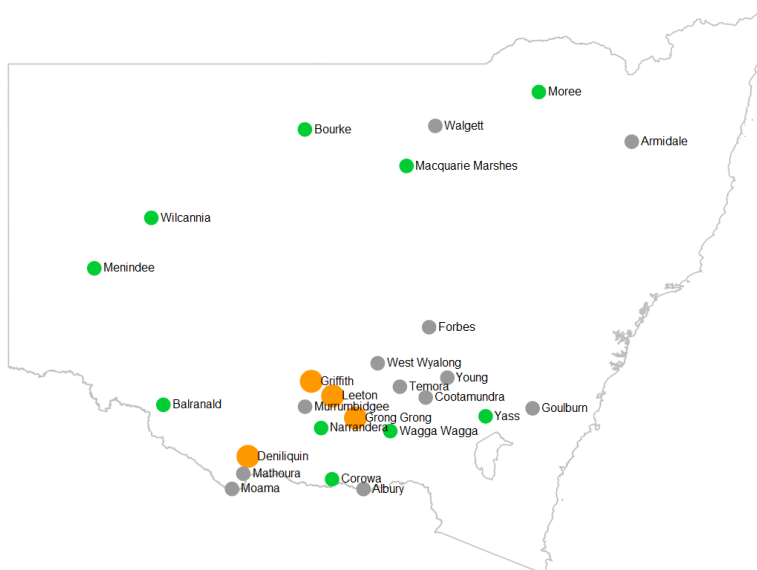 Moree
Walgett
Bourke
Armidale
Macquarie Marshes
Wilcannia
Menindee
Forbes
West Wyalong
Young
Griffith
Temora
Leeton
Cootamundra
Balranald
Murrumbidgee
Goulburn
Grong Grong
Yass
Narrandera
Wagga Wagga
Deniliquin
Mathoura
Corowa
Moama
Albury